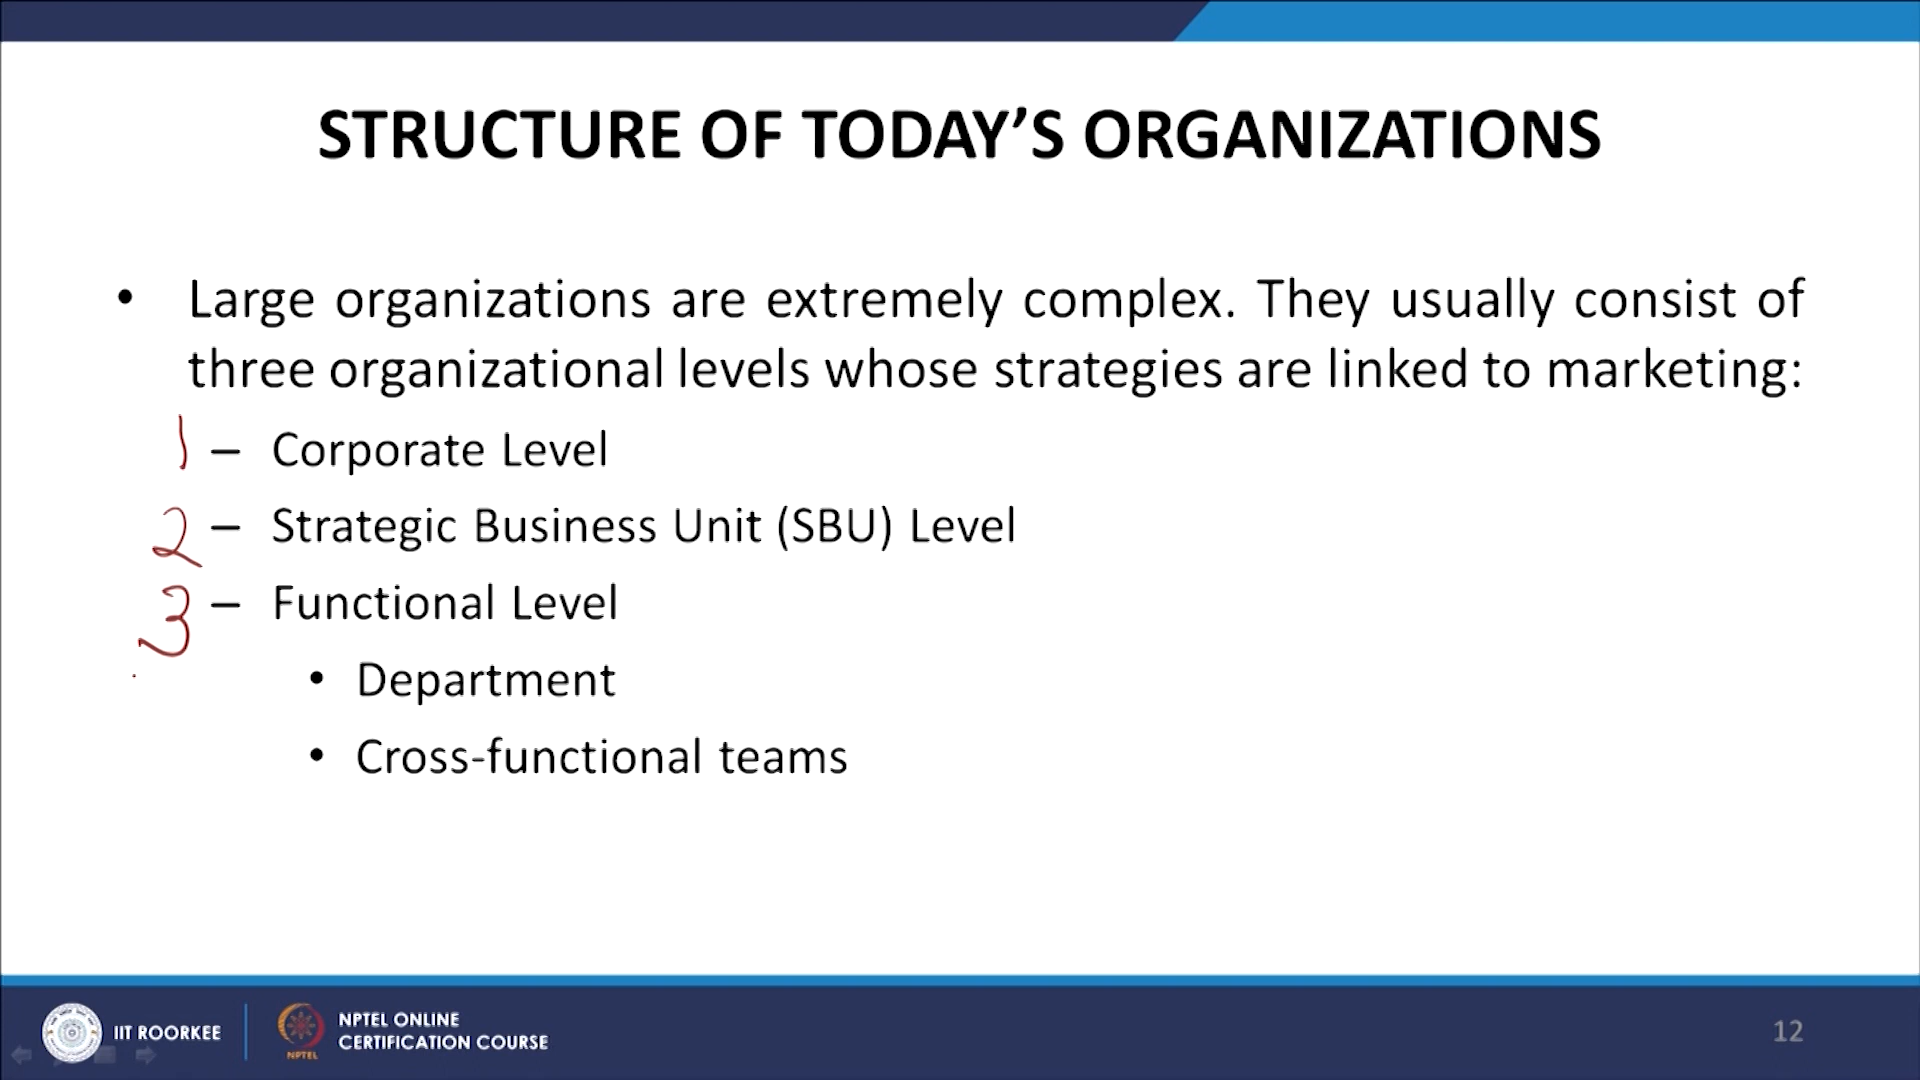 STRUCTURE OF TODAY’S ORGANIZATIONS
• Large organizations are extremely complex. They usually consist of
three organizational levels whose strategies are linked to marketing:
1 – Corporate Level
2 – Strategic Business Unit (SBU) Level
3 – Functional Level
• Department
• Cross-functional teams
IIT ROORKEE
NPTEL
NPTEL ONLINE
CERTIFICATION COURSE
12